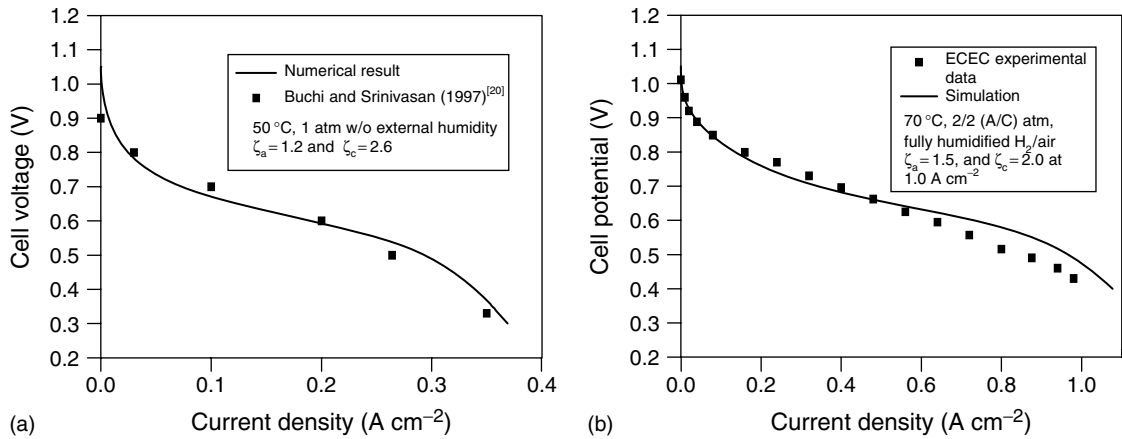 1.2
1.1
1.0
0.9
0.8
0.7
0.6
0.5
0.4
0.3
0.2
Cell voltage (V)
Numerical result
Buchi and Srinivasan (1997)[20]
50 °C, 1 atm w/o external humidity
ζa = 1.2 and ζc = 2.6
0.0 0.1 0.2 0.3 0.4
Current density (A cm−2)
(a)
1.2
1.1
1.0
0.9
0.8
0.7
0.6
0.5
0.4
0.3
0.2
Cell potential (V)
ECEC experimental
data
Simulation
70 °C, 2/2 (A/C) atm,
fully humidified H2/air
ζa = 1.5, and ζc = 2.0 at
1.0 A cm−2
0.0 0.2 0.4 0.6 0.8 1.0
Current density (A cm−2)
(b)